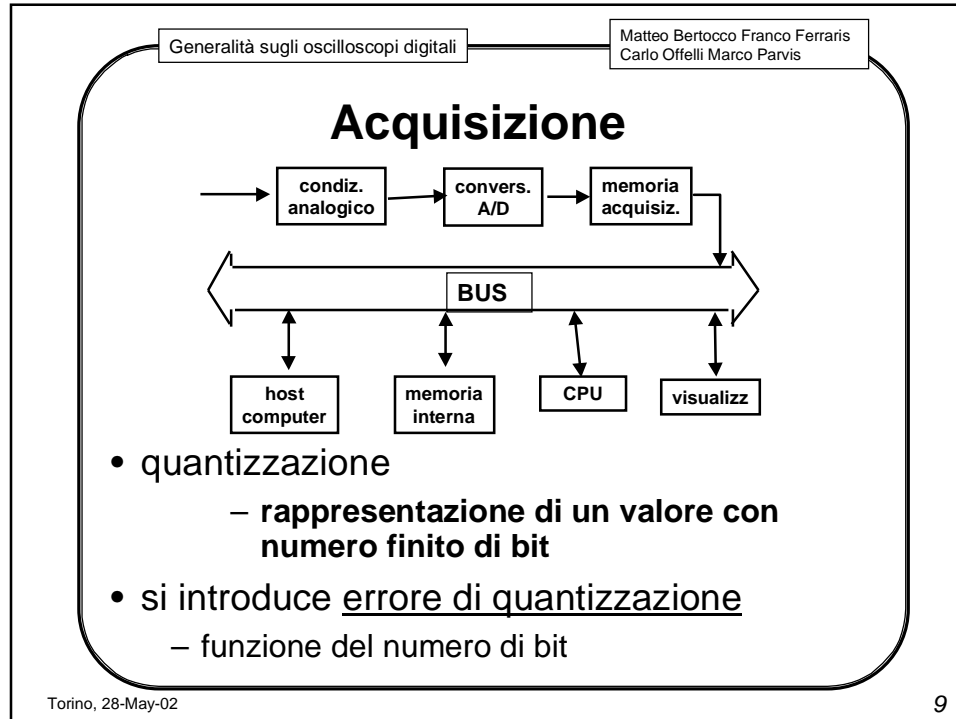 Generalità sugli oscilloscopi digitali
Matteo Bertocco Franco Ferraris
Carlo Offelli Marco Parvis
Acquisizione
condiz.
analogico
convers.
A/D
memoria
acquisiz.
BUS
host
computer
memoria
interna
CPU
visualizz
• quantizzazione
– rappresentazione di un valore con
numero finito di bit
• si introduce errore di quantizzazione
– funzione del numero di bit
Torino, 28-May-02
9